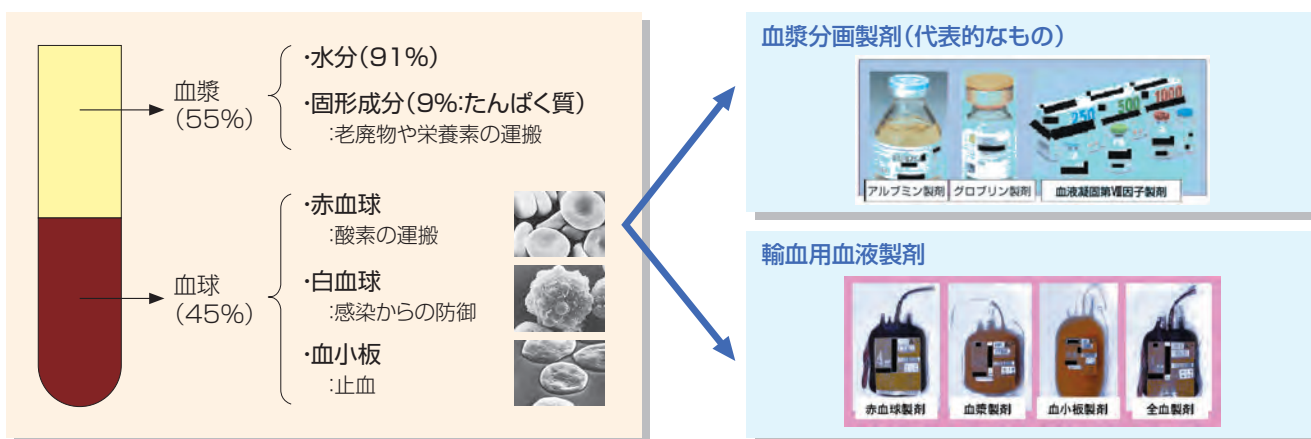 血漿
(55%)
・水分(91%)
・固形成分(9%:たんぱく質)
:老廃物や栄養素の運搬
血球
(45%)
・赤血球
:酸素の運搬
・白血球
:感染からの防御
・血小板
:止血
血漿分画製剤(代表的なもの)
250
500
1000
アルブミン製剤
グロブリン製剤
血液凝固第Ⅷ因子製剤
輸血用血液製剤
赤血球製剤
血漿製剤
血小板製剤
全血製剤